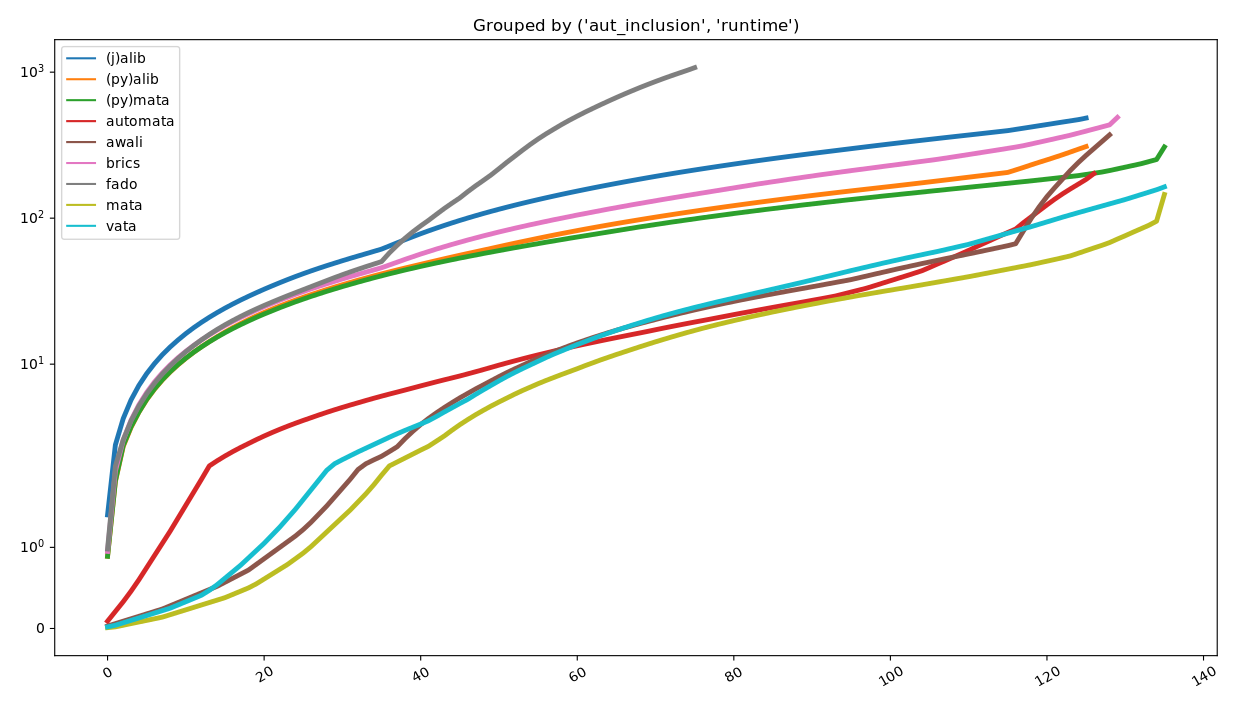 Grouped by ('aut_inclusion', 'runtime')
(j)alib
(py)alib
(py)mata
automata
awali
brics
fado
mata
vata
10³
10²
10¹
10⁰
0
0 20 40 60 80 100 120 140